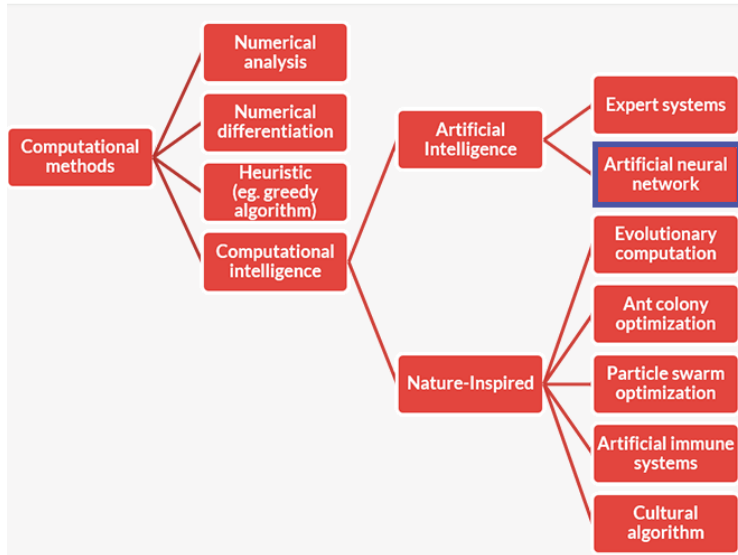 Computational
methods
Numerical
analysis
Numerical
differentiation
Heuristic
(eg. greedy
algorithm)
Computational
intelligence
Artificial
Intelligence
Nature-Inspired
Expert systems
Artificial neural
network
Evolutionary
computation
Ant colony
optimization
Particle swarm
optimization
Artificial immune
systems
Cultural
algorithm